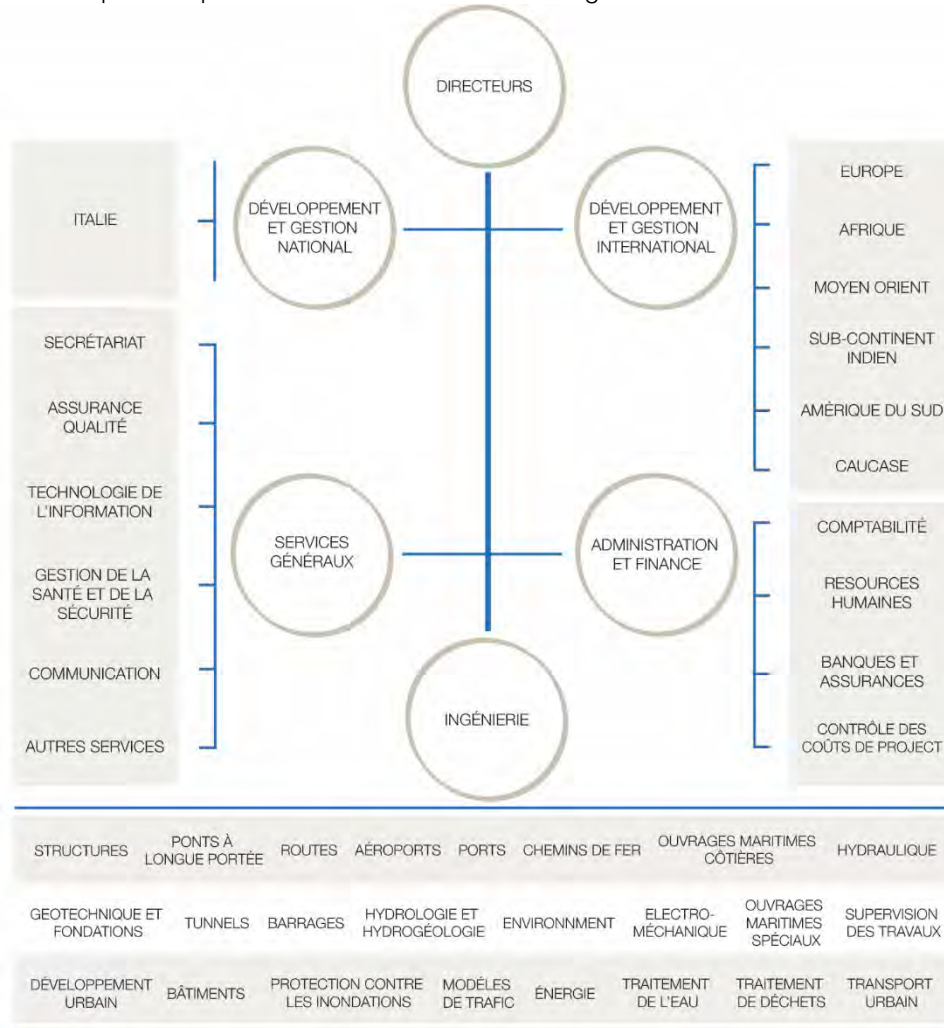 DIRECTEURS
DÉVELOPPEMENT
ET GESTION
NATIONAL
DÉVELOPPEMENT
ET GESTION
INTERNATIONAL
ITALIE
EUROPE
AFRIQUE
MOYEN ORIENT
SUB-CONTINENT
INDIEN
AMÉRIQUE DU SUD
CAUCASE
SECRÉTARIAT
ASSURANCE
QUALITÉ
TECHNOLOGIE DE
L'INFORMATION
GESTION DE LA
SANTÉ ET DE LA
SÉCURITÉ
COMMUNICATION
AUTRES SERVICES
SERVICES
GÉNÉRAUX
ADMINISTRATION
ET FINANCE
COMPTABILITÉ
RESOURCES
HUMAINES
BANQUES ET
ASSURANCES
CONTRÔLE DES
COÛTS DE PROJECT
INGÉNIERIE
STRUCTURES
PONTS À
LONGUE PORTÉE
ROUTES
AÉROPORTS
PORTS
CHEMINS DE FER
OUVRAGES MARITIMES
CÔTIÈRES
HYDRAULIQUE
GEOTECHNIQUE ET
FONDATIONS
TUNNELS
BARRAGES
HYDROLOGIE ET
HYDROGÉOLOGIE
ENVIRONNMENT
ELECTRO-
MÉCHANIQUE
OUVRAGES
MARITIMES
SPÉCIAUX
SUPERVISION
DES TRAVAUX
DÉVELOPPEMENT
URBAIN
BÂTIMENTS
PROTECTION CONTRE
LES INONDATIONS
MODÉLES
DE TRAFIC
ÉNERGIE
TRAITEMENT
DE L'EAU
TRAITEMENT
DE DÉCHETS
TRANSPORT
URBAIN